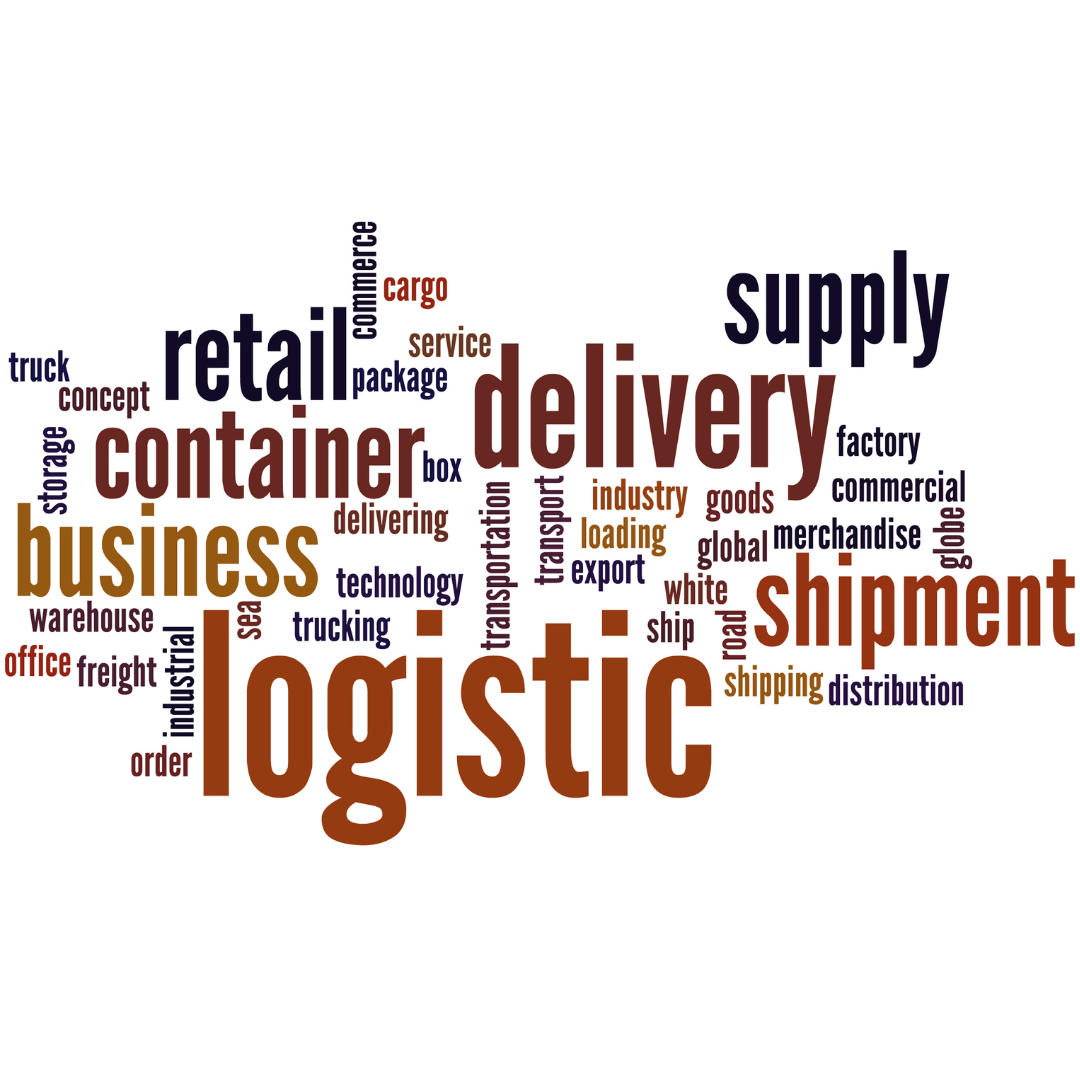 commerce
cargo
supply
retail
service
truck
package
delivery
concept
container
factory
storage
box
commercial
industry
goods
business
delivering
transportation
transport
loading
merchandise
globe
global
export
technology
white
shipment
warehouse
sea
trucking
ship
road
office
freight
industrial
logistic
shipping
distribution
order